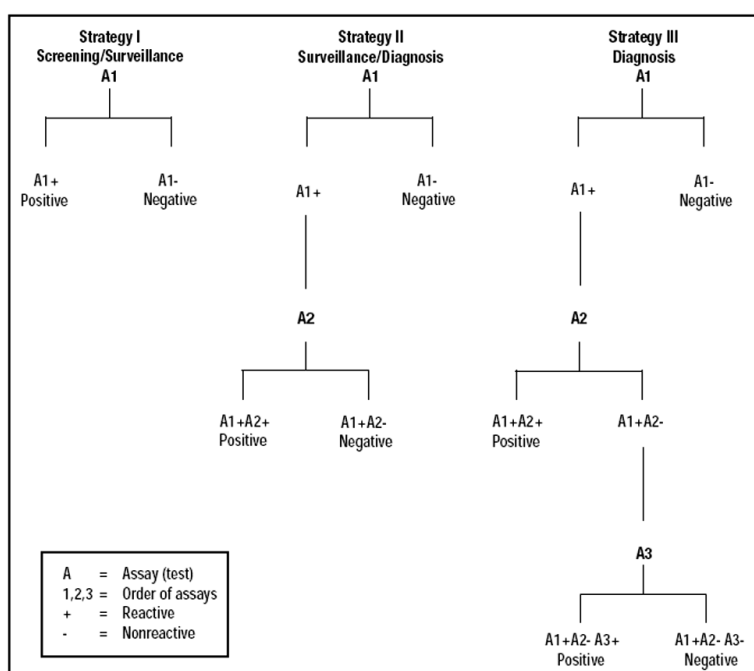 Strategy I
Screening/Surveillance
A1
A1+
Positive
A1-
Negative
Strategy II
Surveillance/Diagnosis
A1
A1+
A1-
Negative
A2
A1+A2+
Positive
A1+A2-
Negative
Strategy III
Diagnosis
A1
A1+
A1-
Negative
A2
A1+A2+
Positive
A1+A2-
A3
A1+A2- A3+
Positive
A1+A2- A3-
Negative
A = Assay (test)
1,2,3 = Order of assays
+ = Reactive
- = Nonreactive